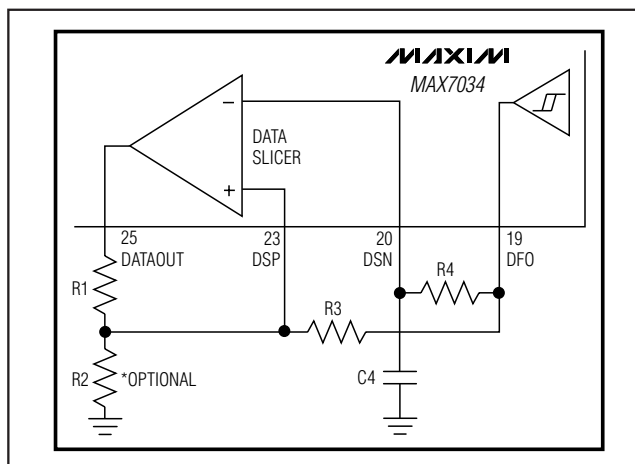 MAXIM
MAX7034
DATA
SLICER
−
+
25
DATAOUT
23
DSP
20
DSN
19
DFO
R1
R3
R4
R2
*OPTIONAL
C4